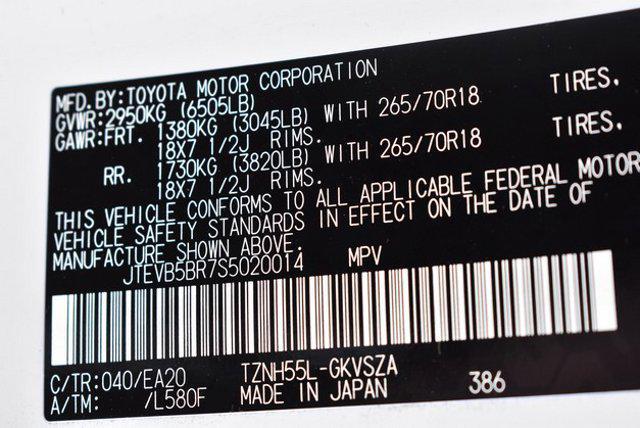 MFD.BY:TOYOTA MOTOR CORPORATION
GVWR:2950KG (6505LB)
GAWR:FRT. 1380KG (3045LB) WITH 265/70R18 TIRES,
18X7 1/2J RIMS.
RR. 1730KG (3820LB) WITH 265/70R18 TIRES,
18X7 1/2J RIMS.
THIS VEHICLE CONFORMS TO ALL APPLICABLE FEDERAL MOTOR
VEHICLE SAFETY STANDARDS IN EFFECT ON THE DATE OF
MANUFACTURE SHOWN ABOVE.
JTEVB5BR7S5020014 MPV
C/TR:040/EA20 TZNH55L-GKVSZA
A/TM: /L580F MADE IN JAPAN 386